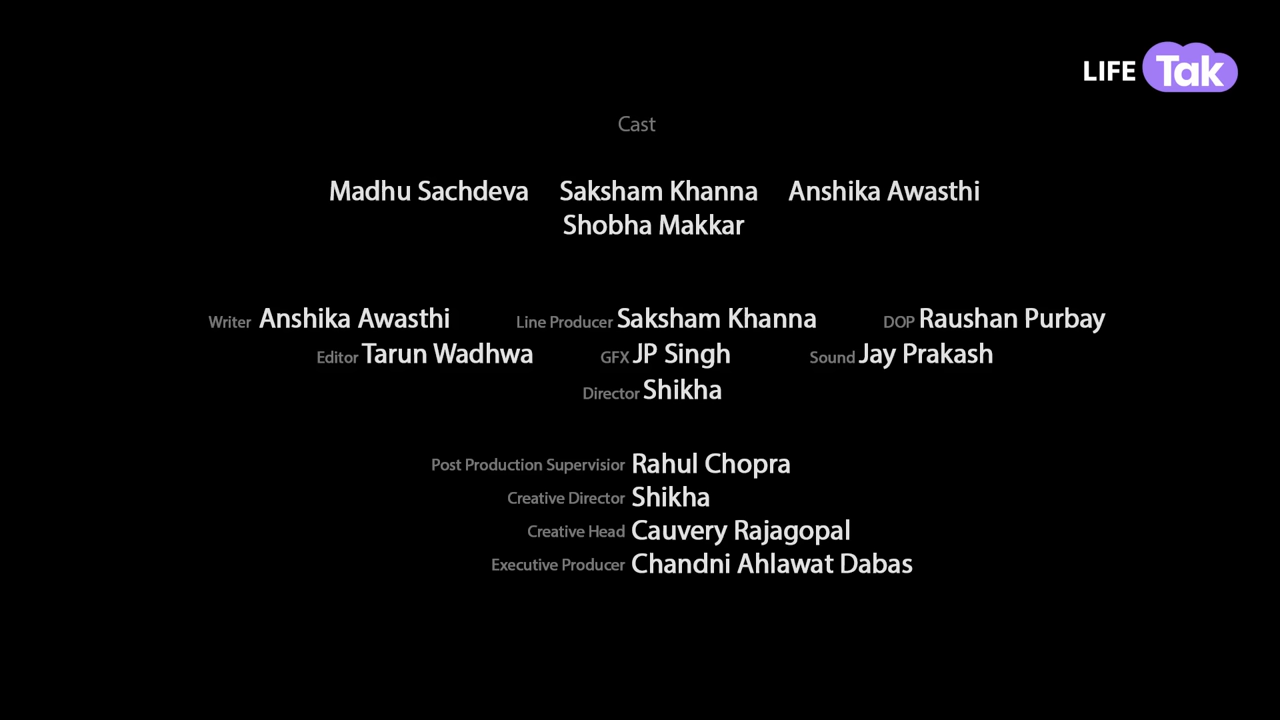 LIFE Tak
Cast
Madhu Sachdeva Saksham Khanna Anshika Awasthi
Shobha Makkar
Writer Anshika Awasthi Line Producer Saksham Khanna DOP Raushan Purbay
Editor Tarun Wadhwa GFX JP Singh Sound Jay Prakash
Director Shikha
Post Production Supervisior Rahul Chopra
Creative Director Shikha
Creative Head Cauvery Rajagopal
Executive Producer Chandni Ahlawat Dabas